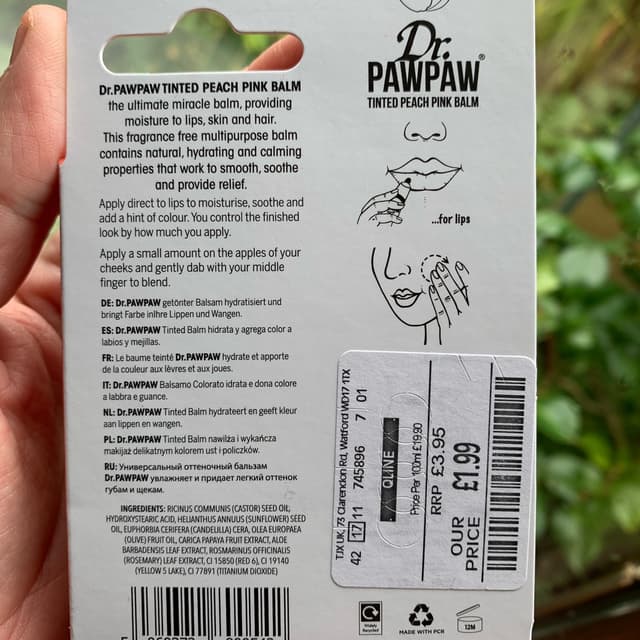 Dr.PAWPAW TINTED PEACH PINK BALM
the ultimate miracle balm, providing
moisture to lips, skin and hair.
This fragrance free multipurpose balm
contains natural, hydrating and calming
properties that work to smooth, soothe
and provide relief.
Apply direct to lips to moisturise, soothe and
add a hint of colour. You control the finished
look by how much you apply.
Apply a small amount on the apples of your
cheeks and gently dab with your middle
finger to blend.
DE: Dr.PAWPAW getönter Balsam hydratisiert und
bringt Farbe inIhre Lippen und Wangen.
ES: Dr.PAWPAW Tinted Balm hidrata y agrega color a
labios y mejillas.
FR: Le baume teinté Dr.PAWPAW hydrate et apporte
de la couleur aux lèvres et aux joues.
IT: Dr.PAWPAW Balsamo Colorato idrata e dona colore
a labbra e guance.
NL: Dr.PAWPAW Tinted Balm hydrateert en geeft kleur
aan lippen en wangen.
PL: Dr.PAWPAW Tinted Balm nawilża i wykańcza
makijaż delikatnym kolorem ust i policzków.
RU: Универсальный оттеночный бальзам
Dr.PAWPAW увлажняет и придает легкий оттенок
губам и щекам.
INGREDIENTS: RICINUS COMMUNIS (CASTOR) SEED OIL,
HYDROXYSTEARIC ACID, HELIANTHUS ANNUUS (SUNFLOWER) SEED
OIL, EUPHORBIA CERIFERA (CANDELILLA) CERA, OLEA EUROPAEA
(OLIVE) FRUIT OIL, CARICA PAPAYA FRUIT EXTRACT, ALOE
BARBADENSIS LEAF EXTRACT, ROSMARINUS OFFICINALIS
(ROSEMARY) LEAF EXTRACT, CI 15850 (RED 6), CI 19140
(YELLOW 5 LAKE), CI 77891 (TITANIUM DIOXIDE)
Dr.
PAWPAW®
TINTED PEACH PINK BALM
...for lips
TJX UK, 73 Clarendon Rd, Watford WD17 1TX
42 17 11 745896 7 01
OLINE
Price Per 100ml £19.90
RRP £3.95
OUR
PRICE £1.99
Widely
Recycled
MADE WITH PCR
12M